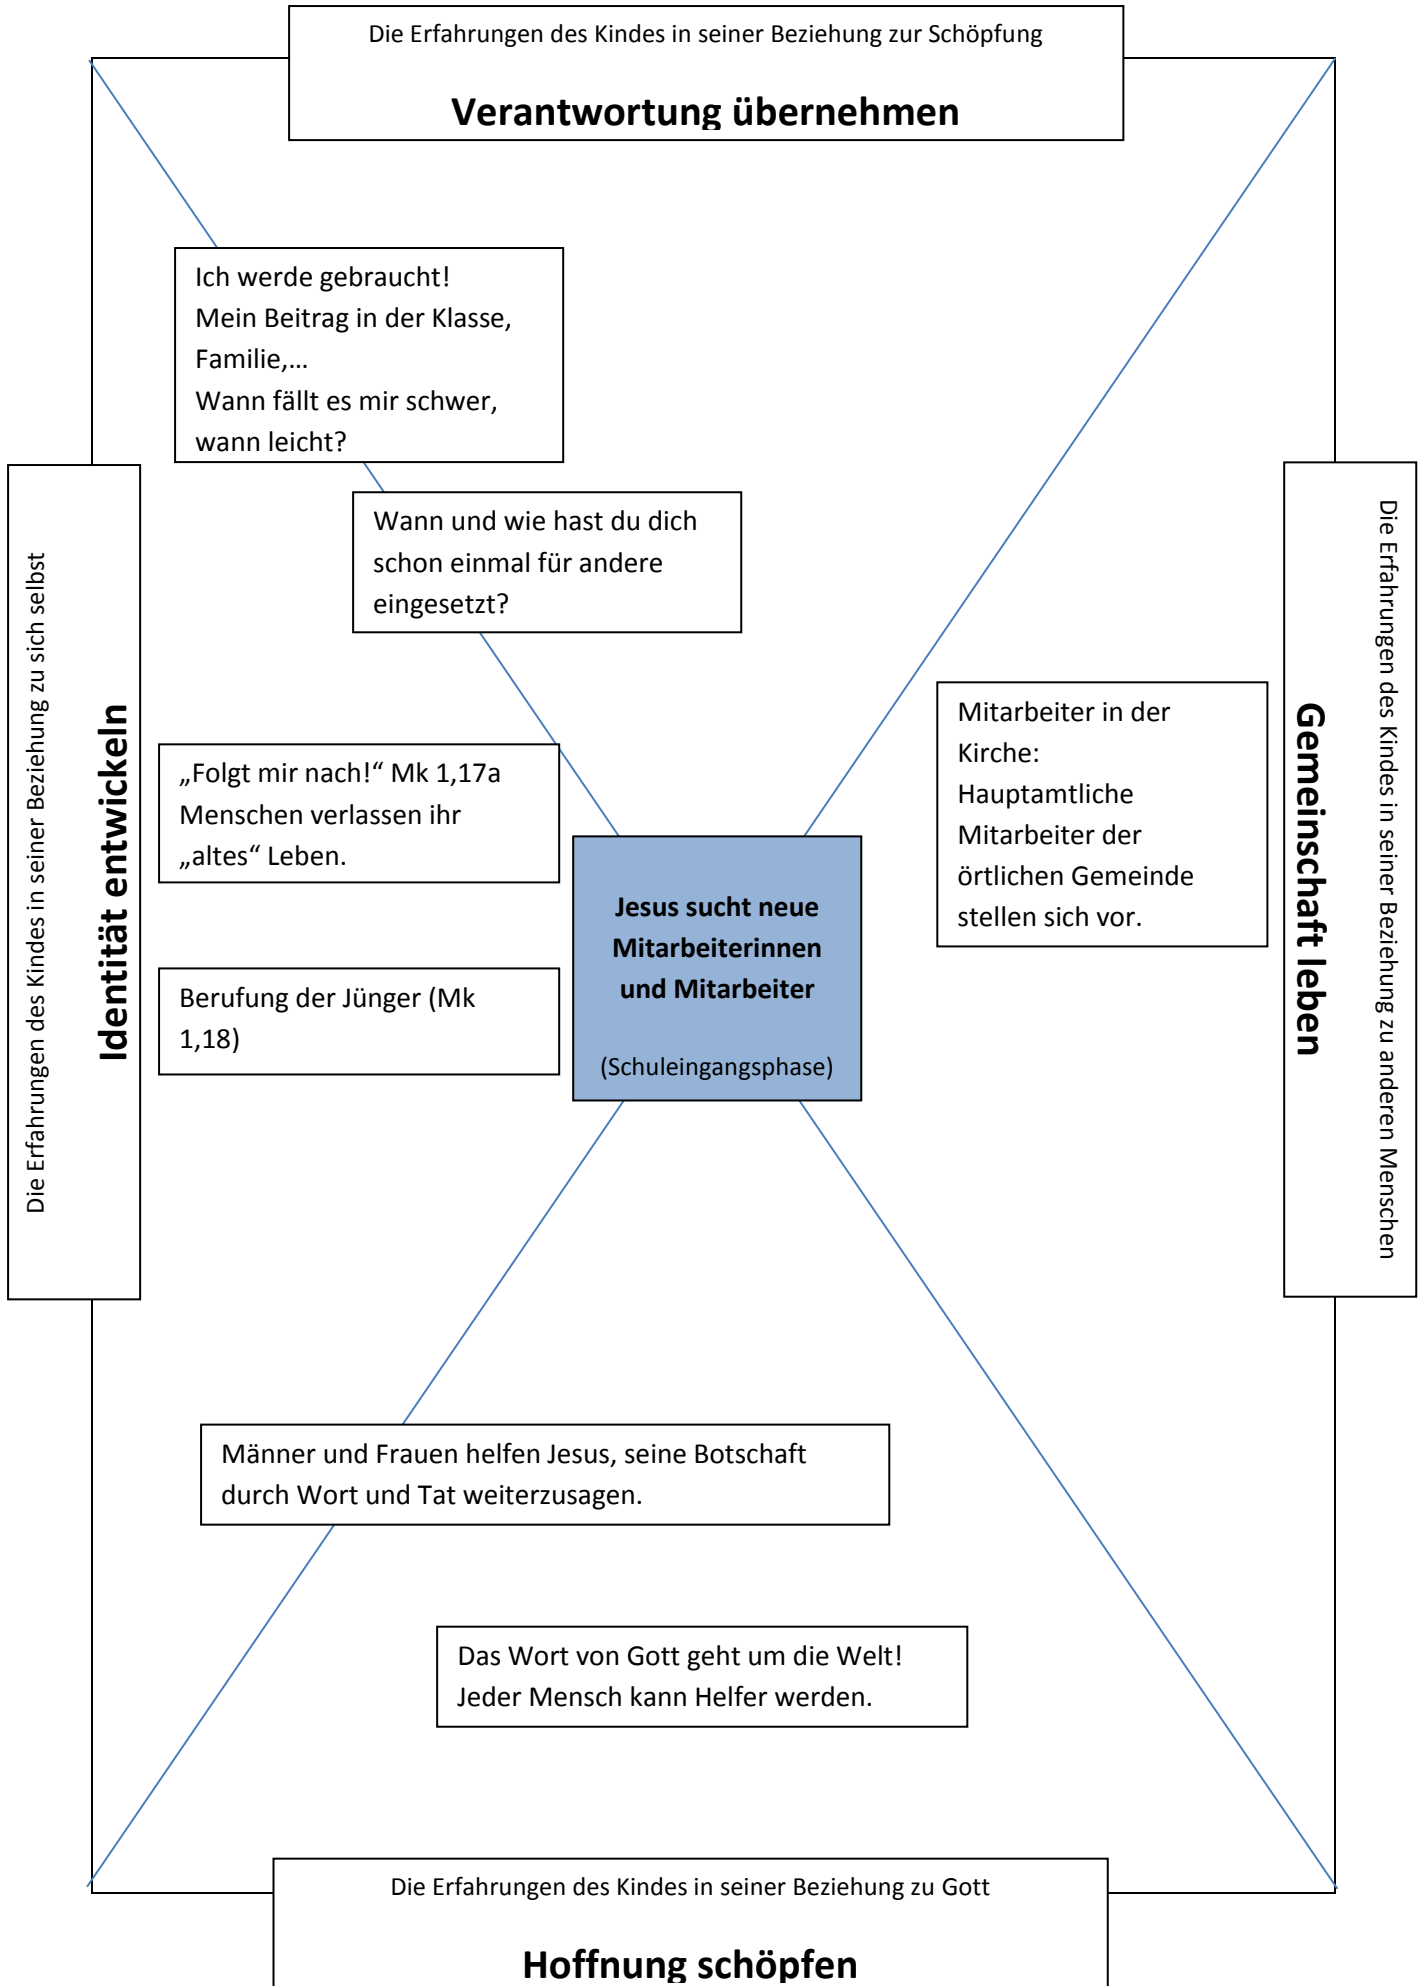 Die Erfahrungen des Kindes in seiner Beziehung zur Schöpfung
Verantwortung übernehmen
Ich werde gebraucht!
Mein Beitrag in der Klasse,
Familie,…
Wann fällt es mir schwer,
wann leicht?
Wann und wie hast du dich
schon einmal für andere
eingesetzt?
Die Erfahrungen des Kindes in seiner Beziehung zu sich selbst
Identität entwickeln
„Folgt mir nach!“ Mk 1,17a
Menschen verlassen ihr
„altes“ Leben.
Berufung der Jünger (Mk
1,18)
Jesus sucht neue
Mitarbeiterinnen
und Mitarbeiter
(Schuleingangsphase)
Mitarbeiter in der
Kirche:
Hauptamtliche
Mitarbeiter der
örtlichen Gemeinde
stellen sich vor.
Die Erfahrungen des Kindes in seiner Beziehung zu anderen Menschen
Gemeinschaft leben
Männer und Frauen helfen Jesus, seine Botschaft
durch Wort und Tat weiterzusagen.
Das Wort von Gott geht um die Welt!
Jeder Mensch kann Helfer werden.
Die Erfahrungen des Kindes in seiner Beziehung zu Gott
Hoffnung schöpfen